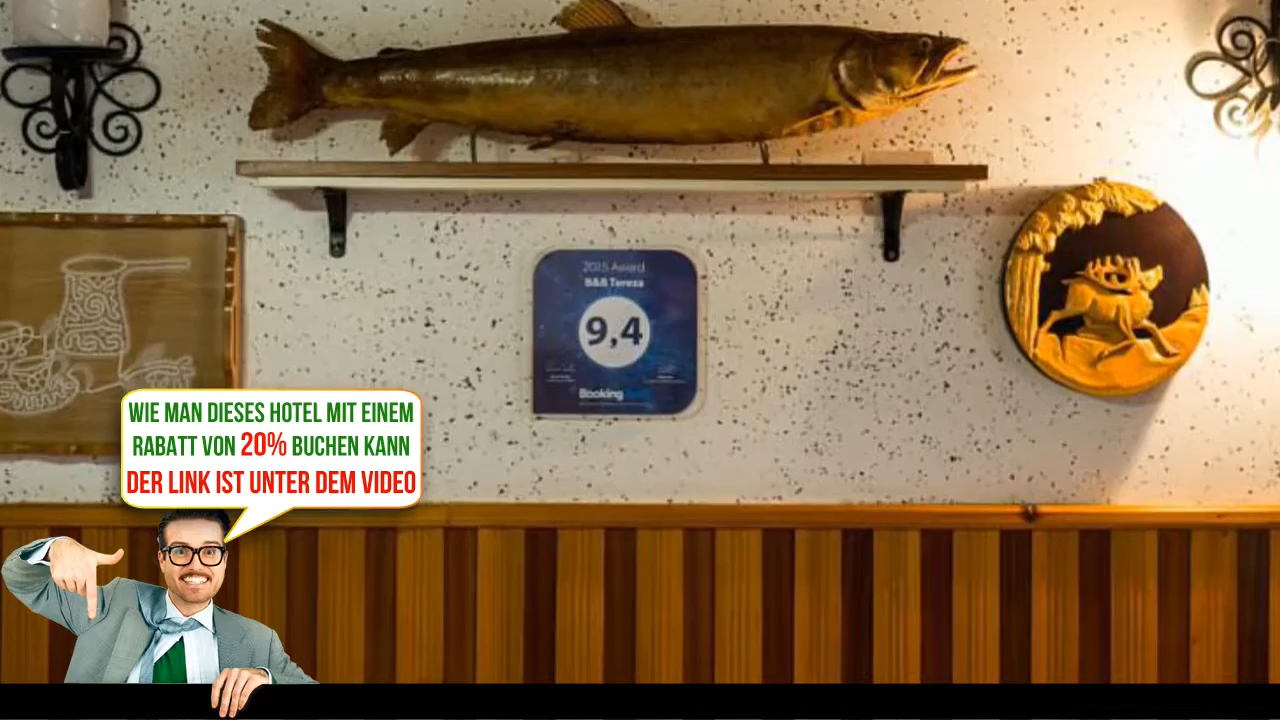 2015 Award
B&B Tereza
9,4
Booking
WIE MAN DIESES HOTEL MIT EINEM
RABATT VON 20% BUCHEN KANN
DER LINK IST UNTER DEM VIDEO